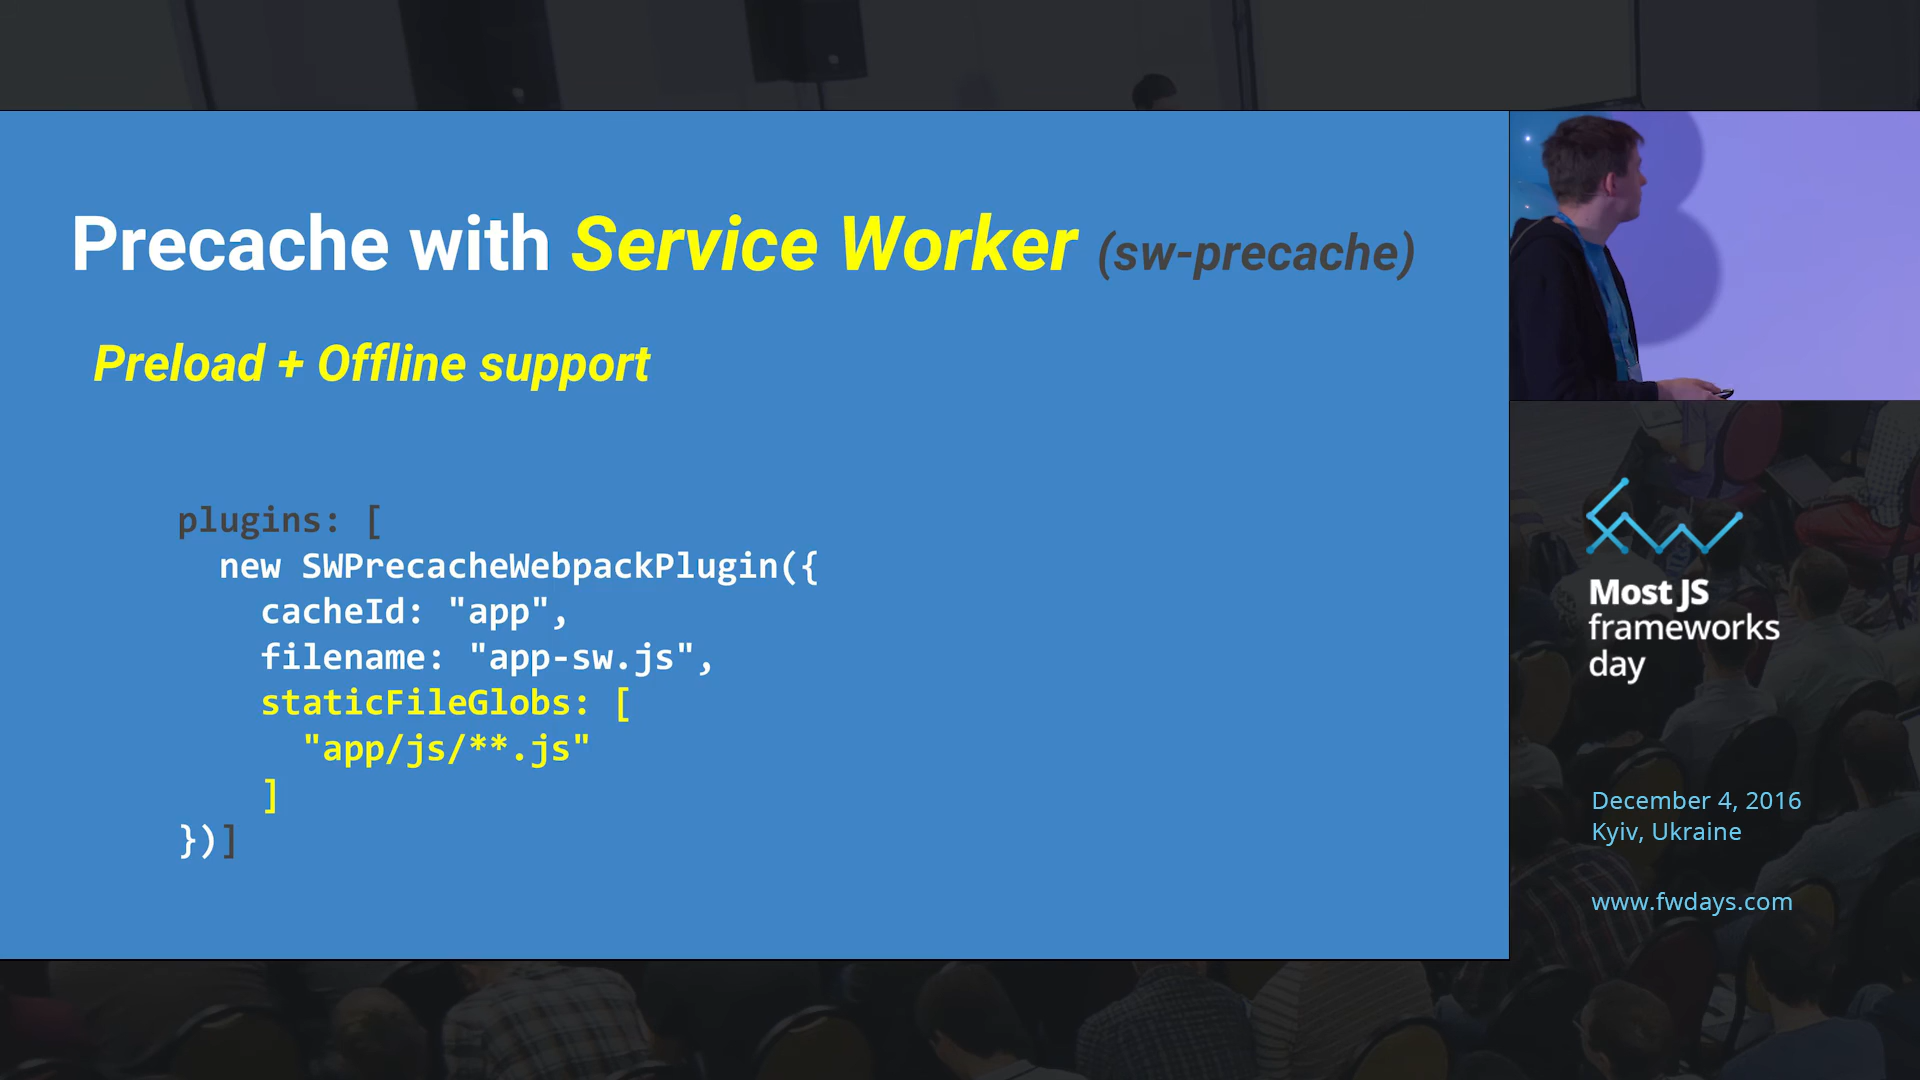 Precache with Service Worker (sw-precache)
Preload + Offline support
plugins: [
new SWPrecacheWebpackPlugin({
cacheId: "app",
filename: "app-sw.js",
staticFileGlobs: [
"app/js/**.js"
]
})]
Most JS
frameworks
day
December 4, 2016
Kyiv, Ukraine
www.fwdays.com